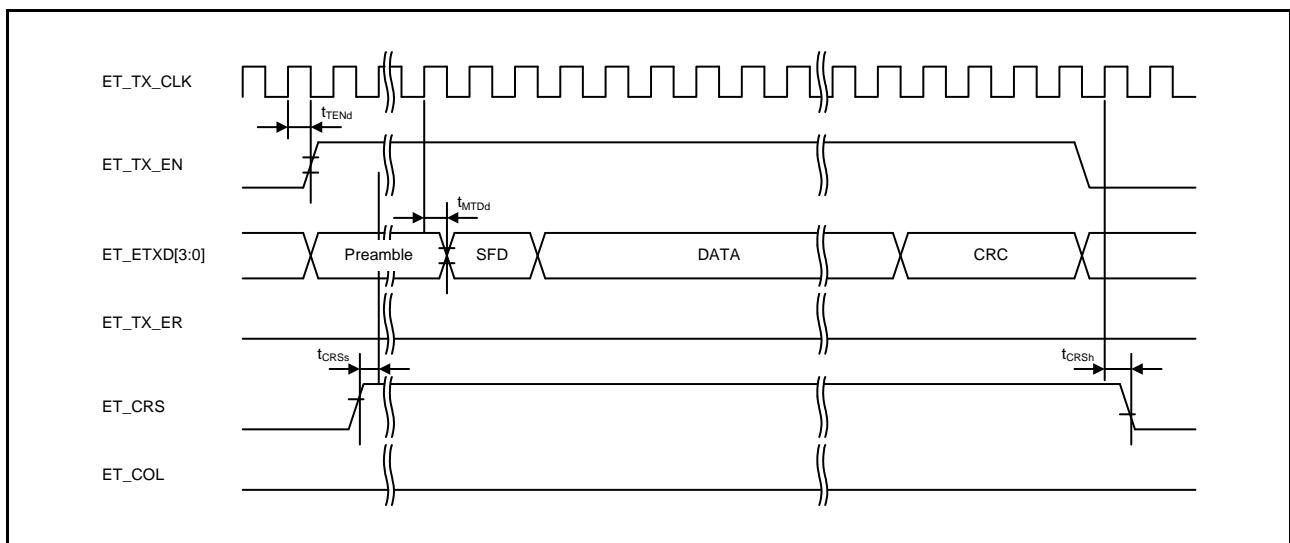 ET_TX_CLK
tTENd
ET_TX_EN
tMTDd
ET_ETXD[3:0]
Preamble
SFD
DATA
CRC
ET_TX_ER
tCRSs
tCRSh
ET_CRS
ET_COL